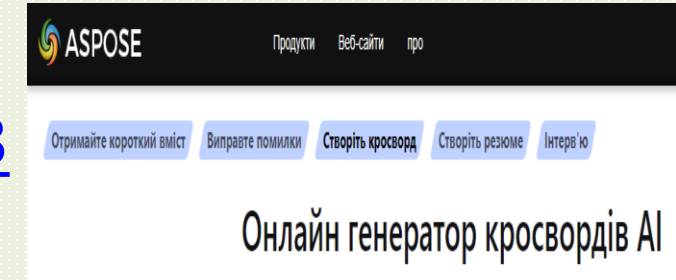 ASPOSE Продукти Веб-сайти про
Отримайте короткий вміст Виправте помилки Створіть кросворд Створіть резюме Інтерв'ю
Онлайн генератор кросвордів AI